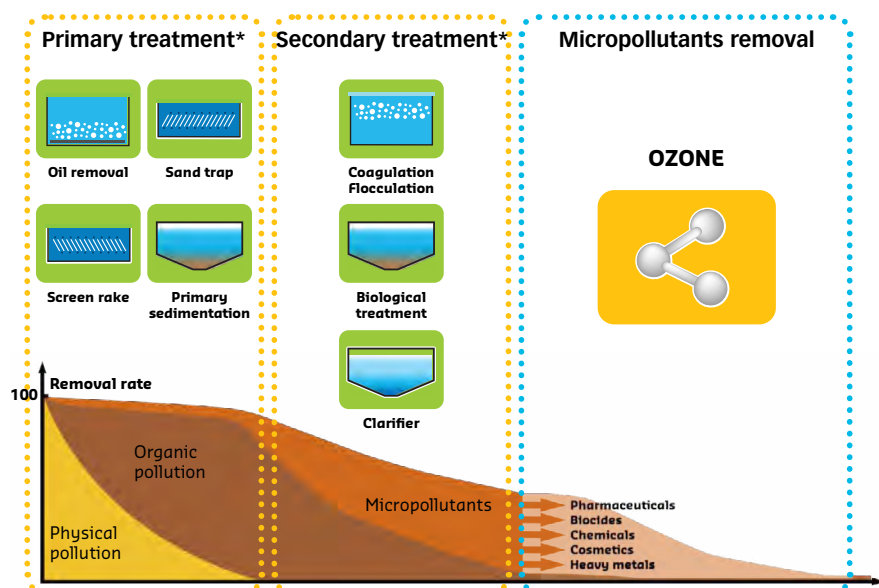 Primary treatment*
Secondary treatment*
Micropollutants removal
Oil removal
Sand trap
Screen rake
Primary
sedimentation
Coagulation
Flocculation
Biological
treatment
Clarifier
OZONE
Removal rate
100
Organic
pollution
Physical
pollution
Micropollutants
Pharmaceuticals
Biocides
Chemicals
Cosmetics
Heavy metals